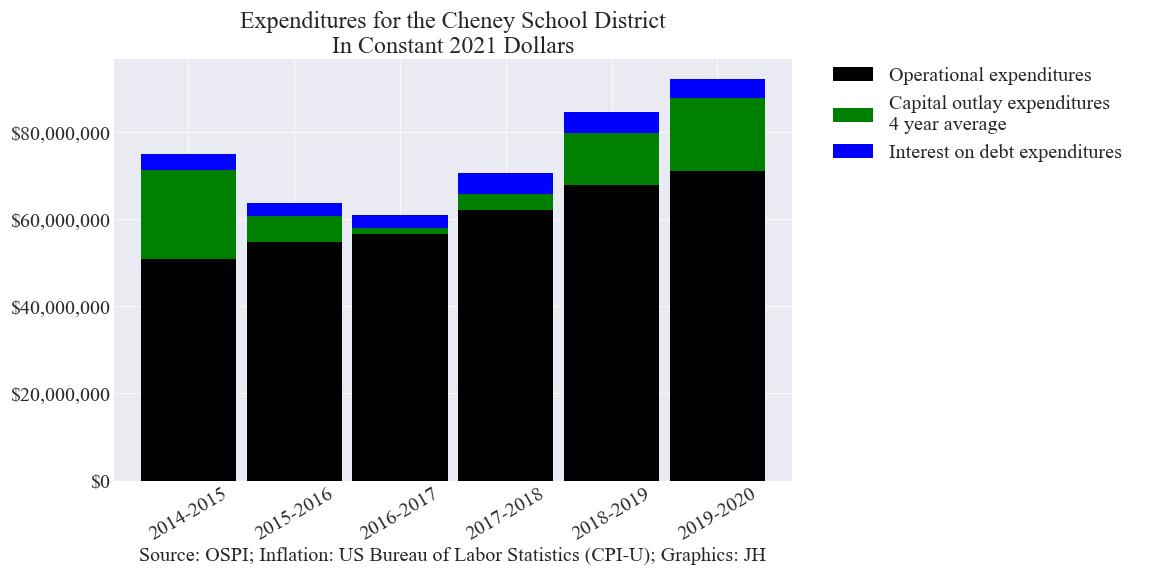 Expenditures for the Cheney School District
In Constant 2021 Dollars
Operational expenditures
Capital outlay expenditures
4 year average
Interest on debt expenditures
$80,000,000
$60,000,000
$40,000,000
$20,000,000
$0
2014-2015
2015-2016
2016-2017
2017-2018
2018-2019
2019-2020
Source: OSPI; Inflation: US Bureau of Labor Statistics (CPI-U); Graphics: JH